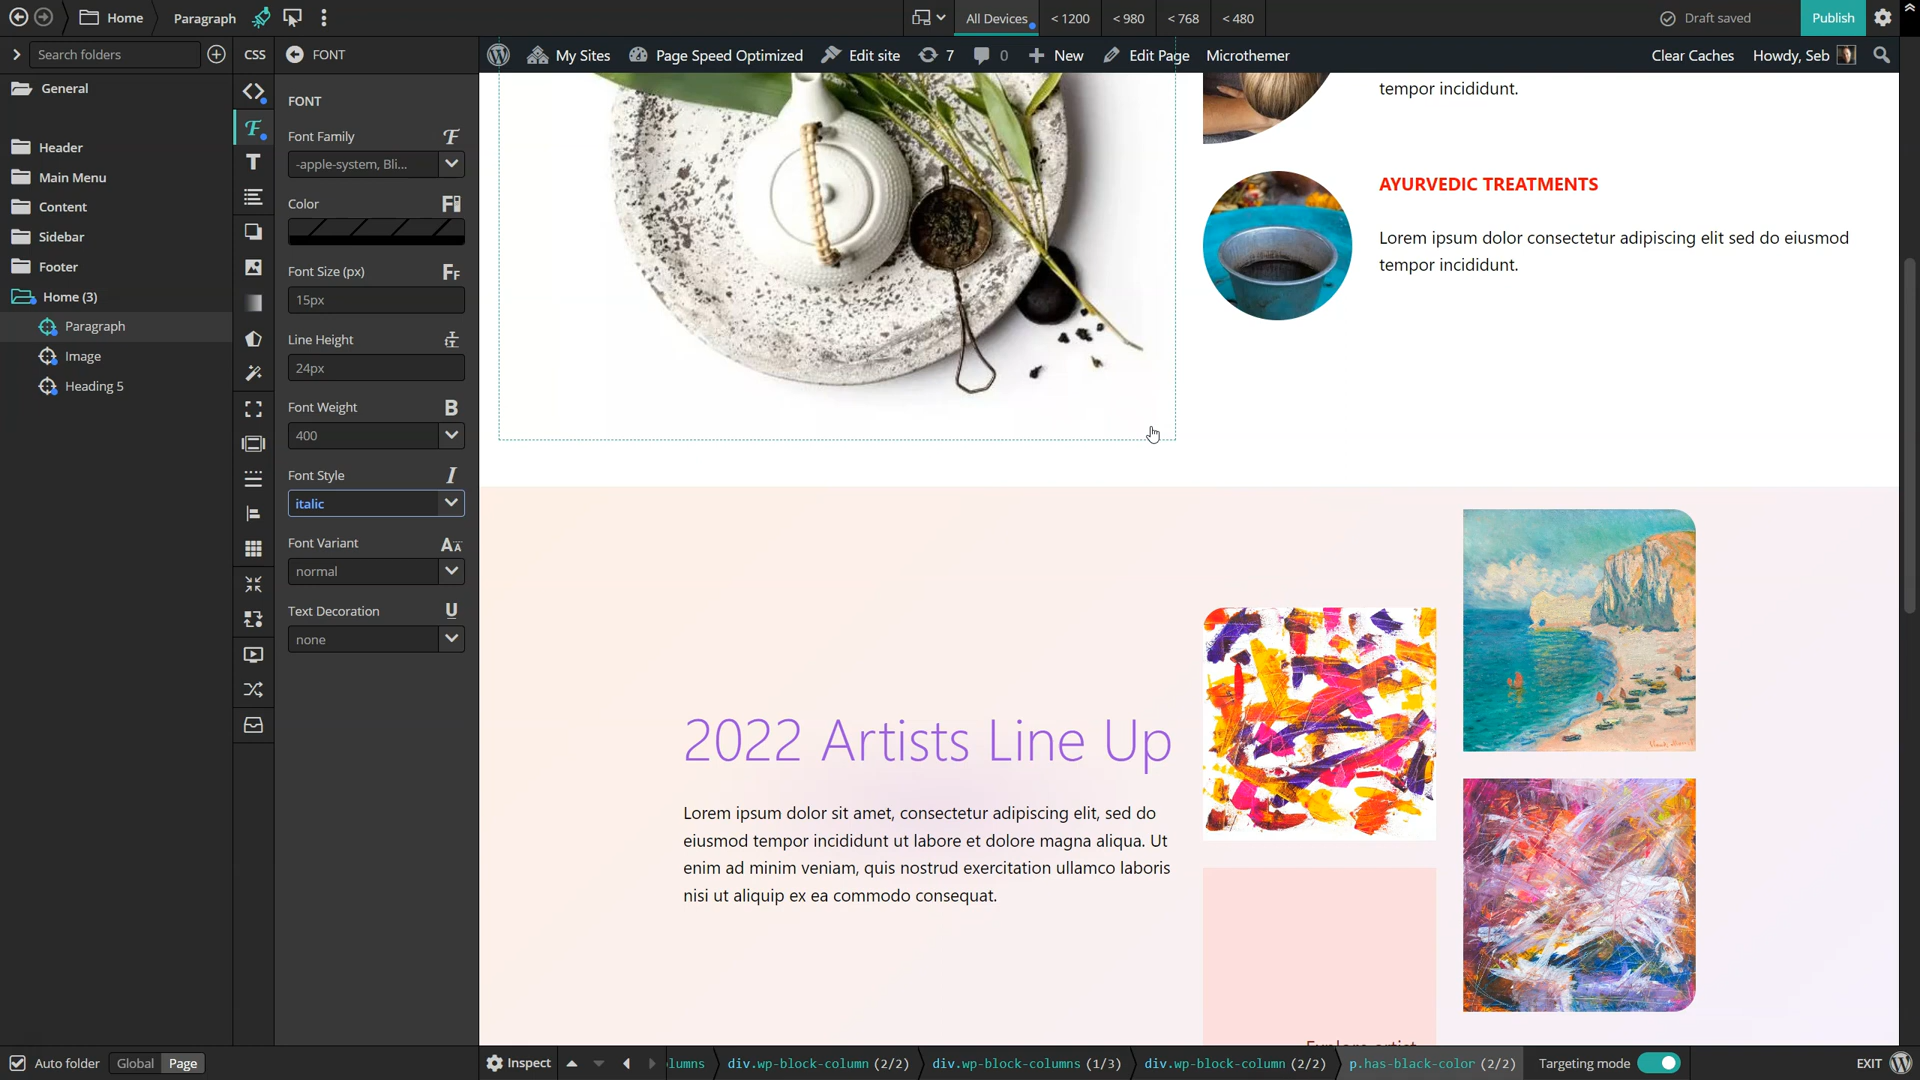 Home
Paragraph
All Devices
< 1200
< 980
< 768
< 480
Draft saved
Publish
Search folders
CSS
FONT
My Sites
Page Speed Optimized
Edit site
7
0
New
Edit Page
Microthemer
Clear Caches
Howdy, Seb
General
Header
Main Menu
Content
Sidebar
Footer
Home (3)
Paragraph
Image
Heading 5
FONT
Font Family
-apple-system, Bli...
Color
Font Size (px)
15px
Line Height
24px
Font Weight
400
Font Style
italic
Font Variant
normal
Text Decoration
none
tempor incididunt.
AYURVEDIC TREATMENTS
Lorem ipsum dolor consectetur adipiscing elit sed do eiusmod
tempor incididunt.
2022 Artists Line Up
Lorem ipsum dolor sit amet, consectetur adipiscing elit, sed do
eiusmod tempor incididunt ut labore et dolore magna aliqua. Ut
enim ad minim veniam, quis nostrud exercitation ullamco laboris
nisi ut aliquip ex ea commodo consequat.
Explore artist
Auto folder
Global
Page
Inspect
lumns
div.wp-block-column (2/2)
div.wp-block-columns (1/3)
div.wp-block-column (2/2)
p.has-black-color (2/2)
Targeting mode
EXIT